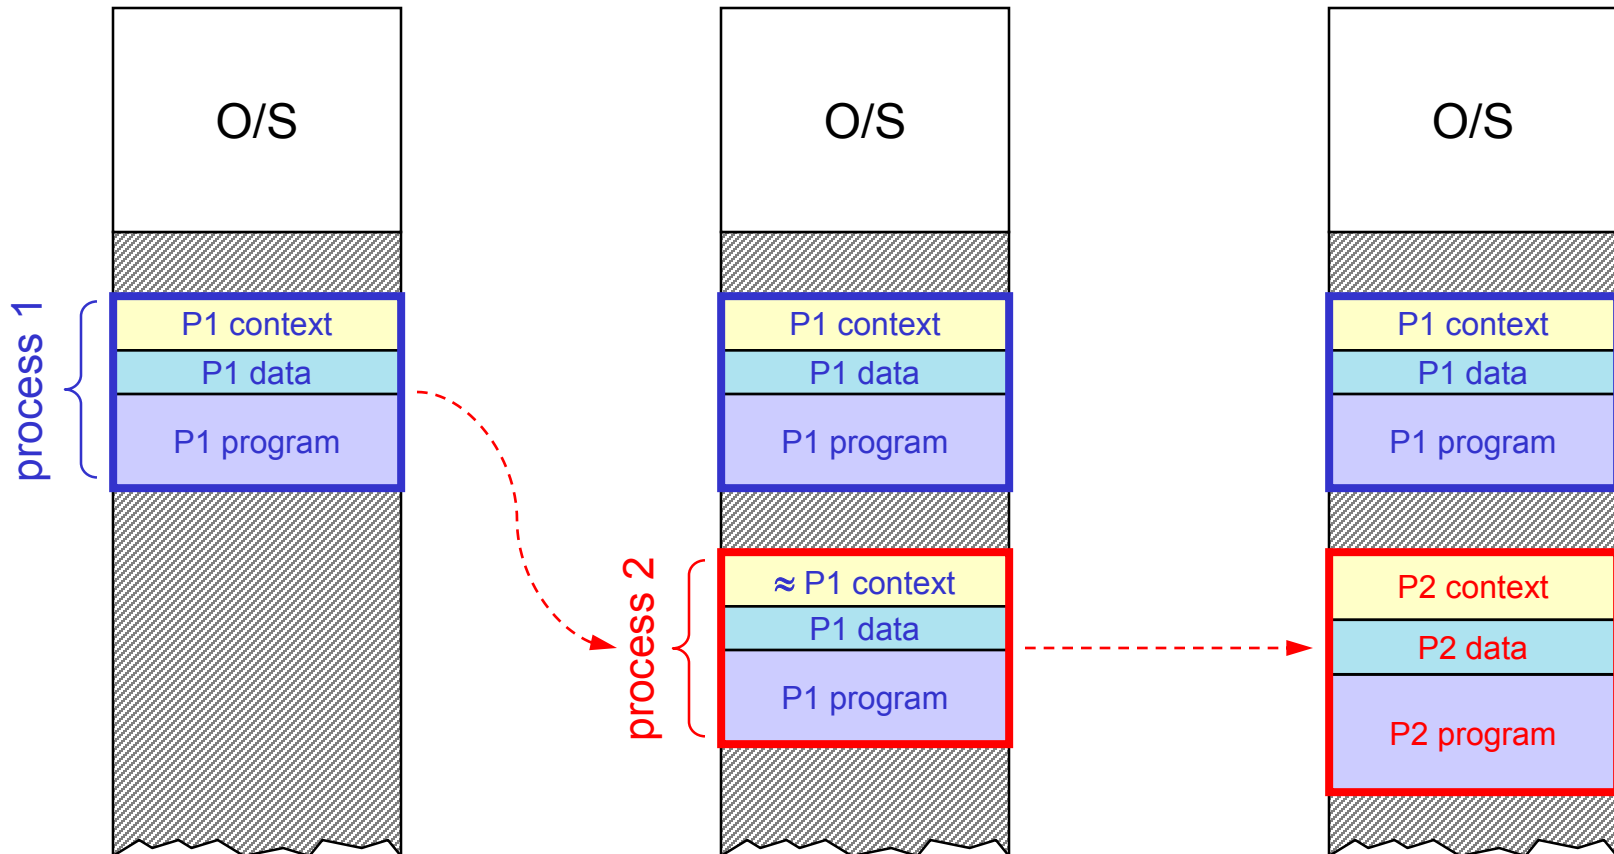 O/S
process 1
P1 context
P1 data
P1 program
O/S
P1 context
P1 data
P1 program
process 2
≈ P1 context
P1 data
P1 program
O/S
P1 context
P1 data
P1 program
P2 context
P2 data
P2 program